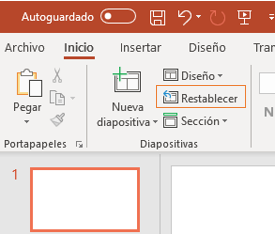 Autoguardado
Archivo Inicio Insertar Diseño
Pegar
Portapapeles
Nueva
diapositiva
Diseño
Restablecer
Sección
Diapositivas
1